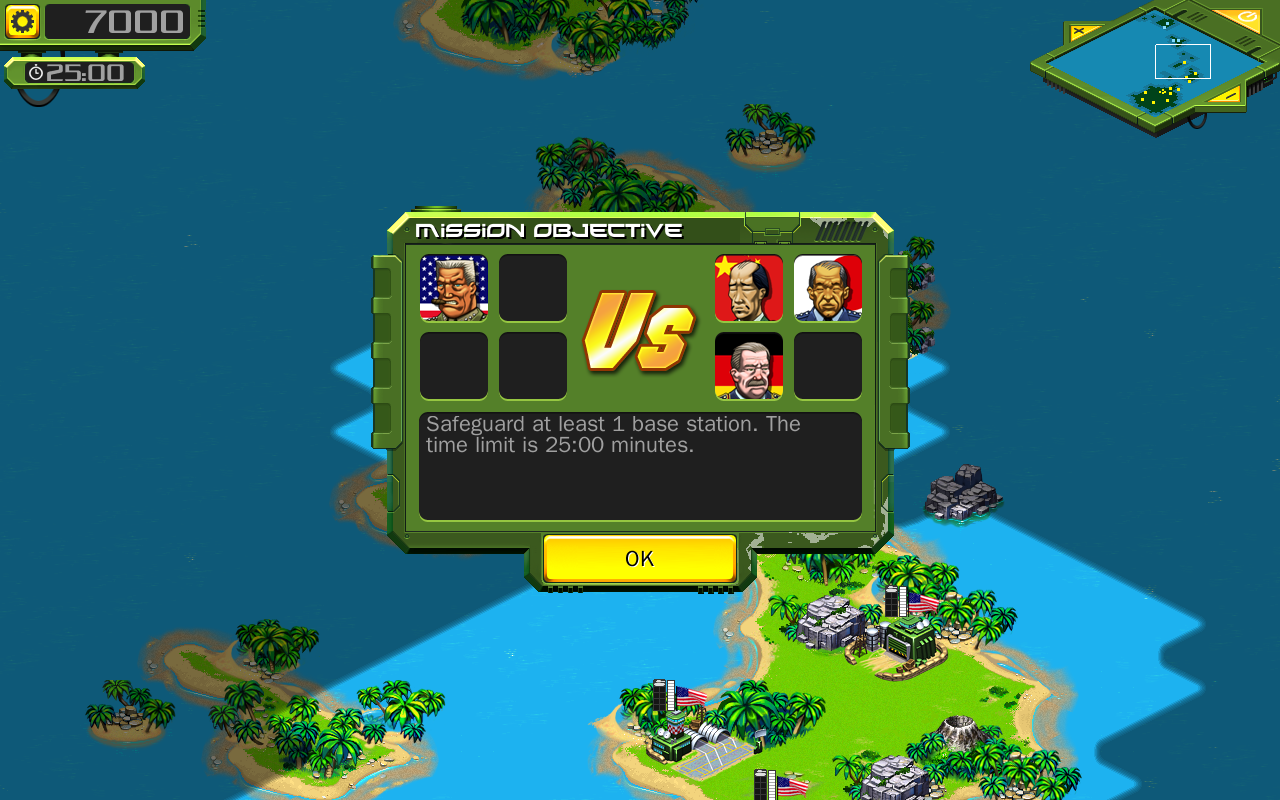 7000
25:00
MISSION OBJECTIVE
Vs
Safeguard at least 1 base station. The
time limit is 25:00 minutes.
OK